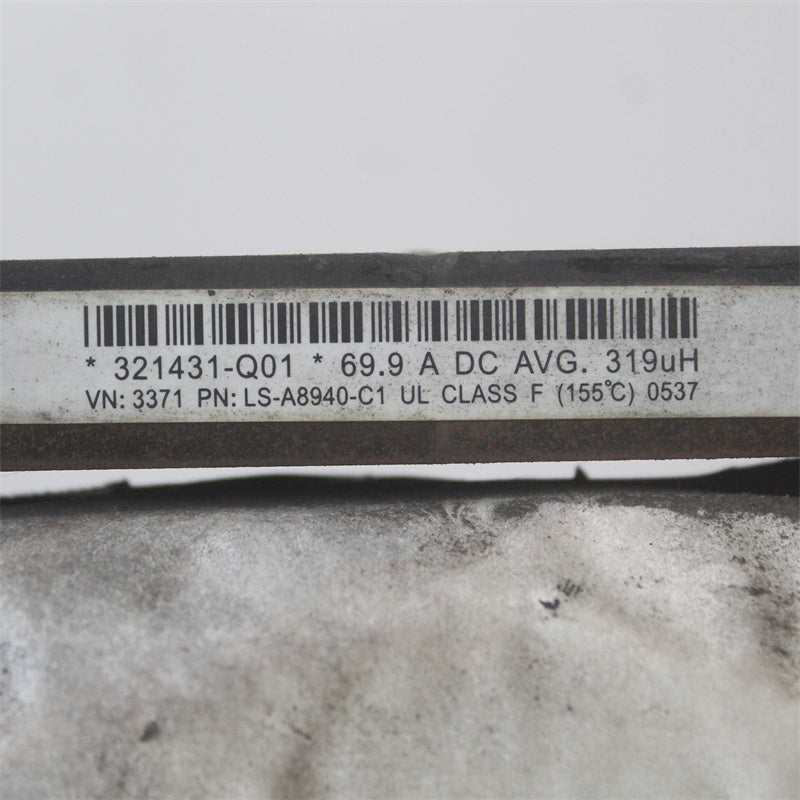 * 321431-Q01 * 69.9 A DC AVG. 319uH
VN: 3371 PN: LS-A8940-C1 UL CLASS F (155℃) 0537